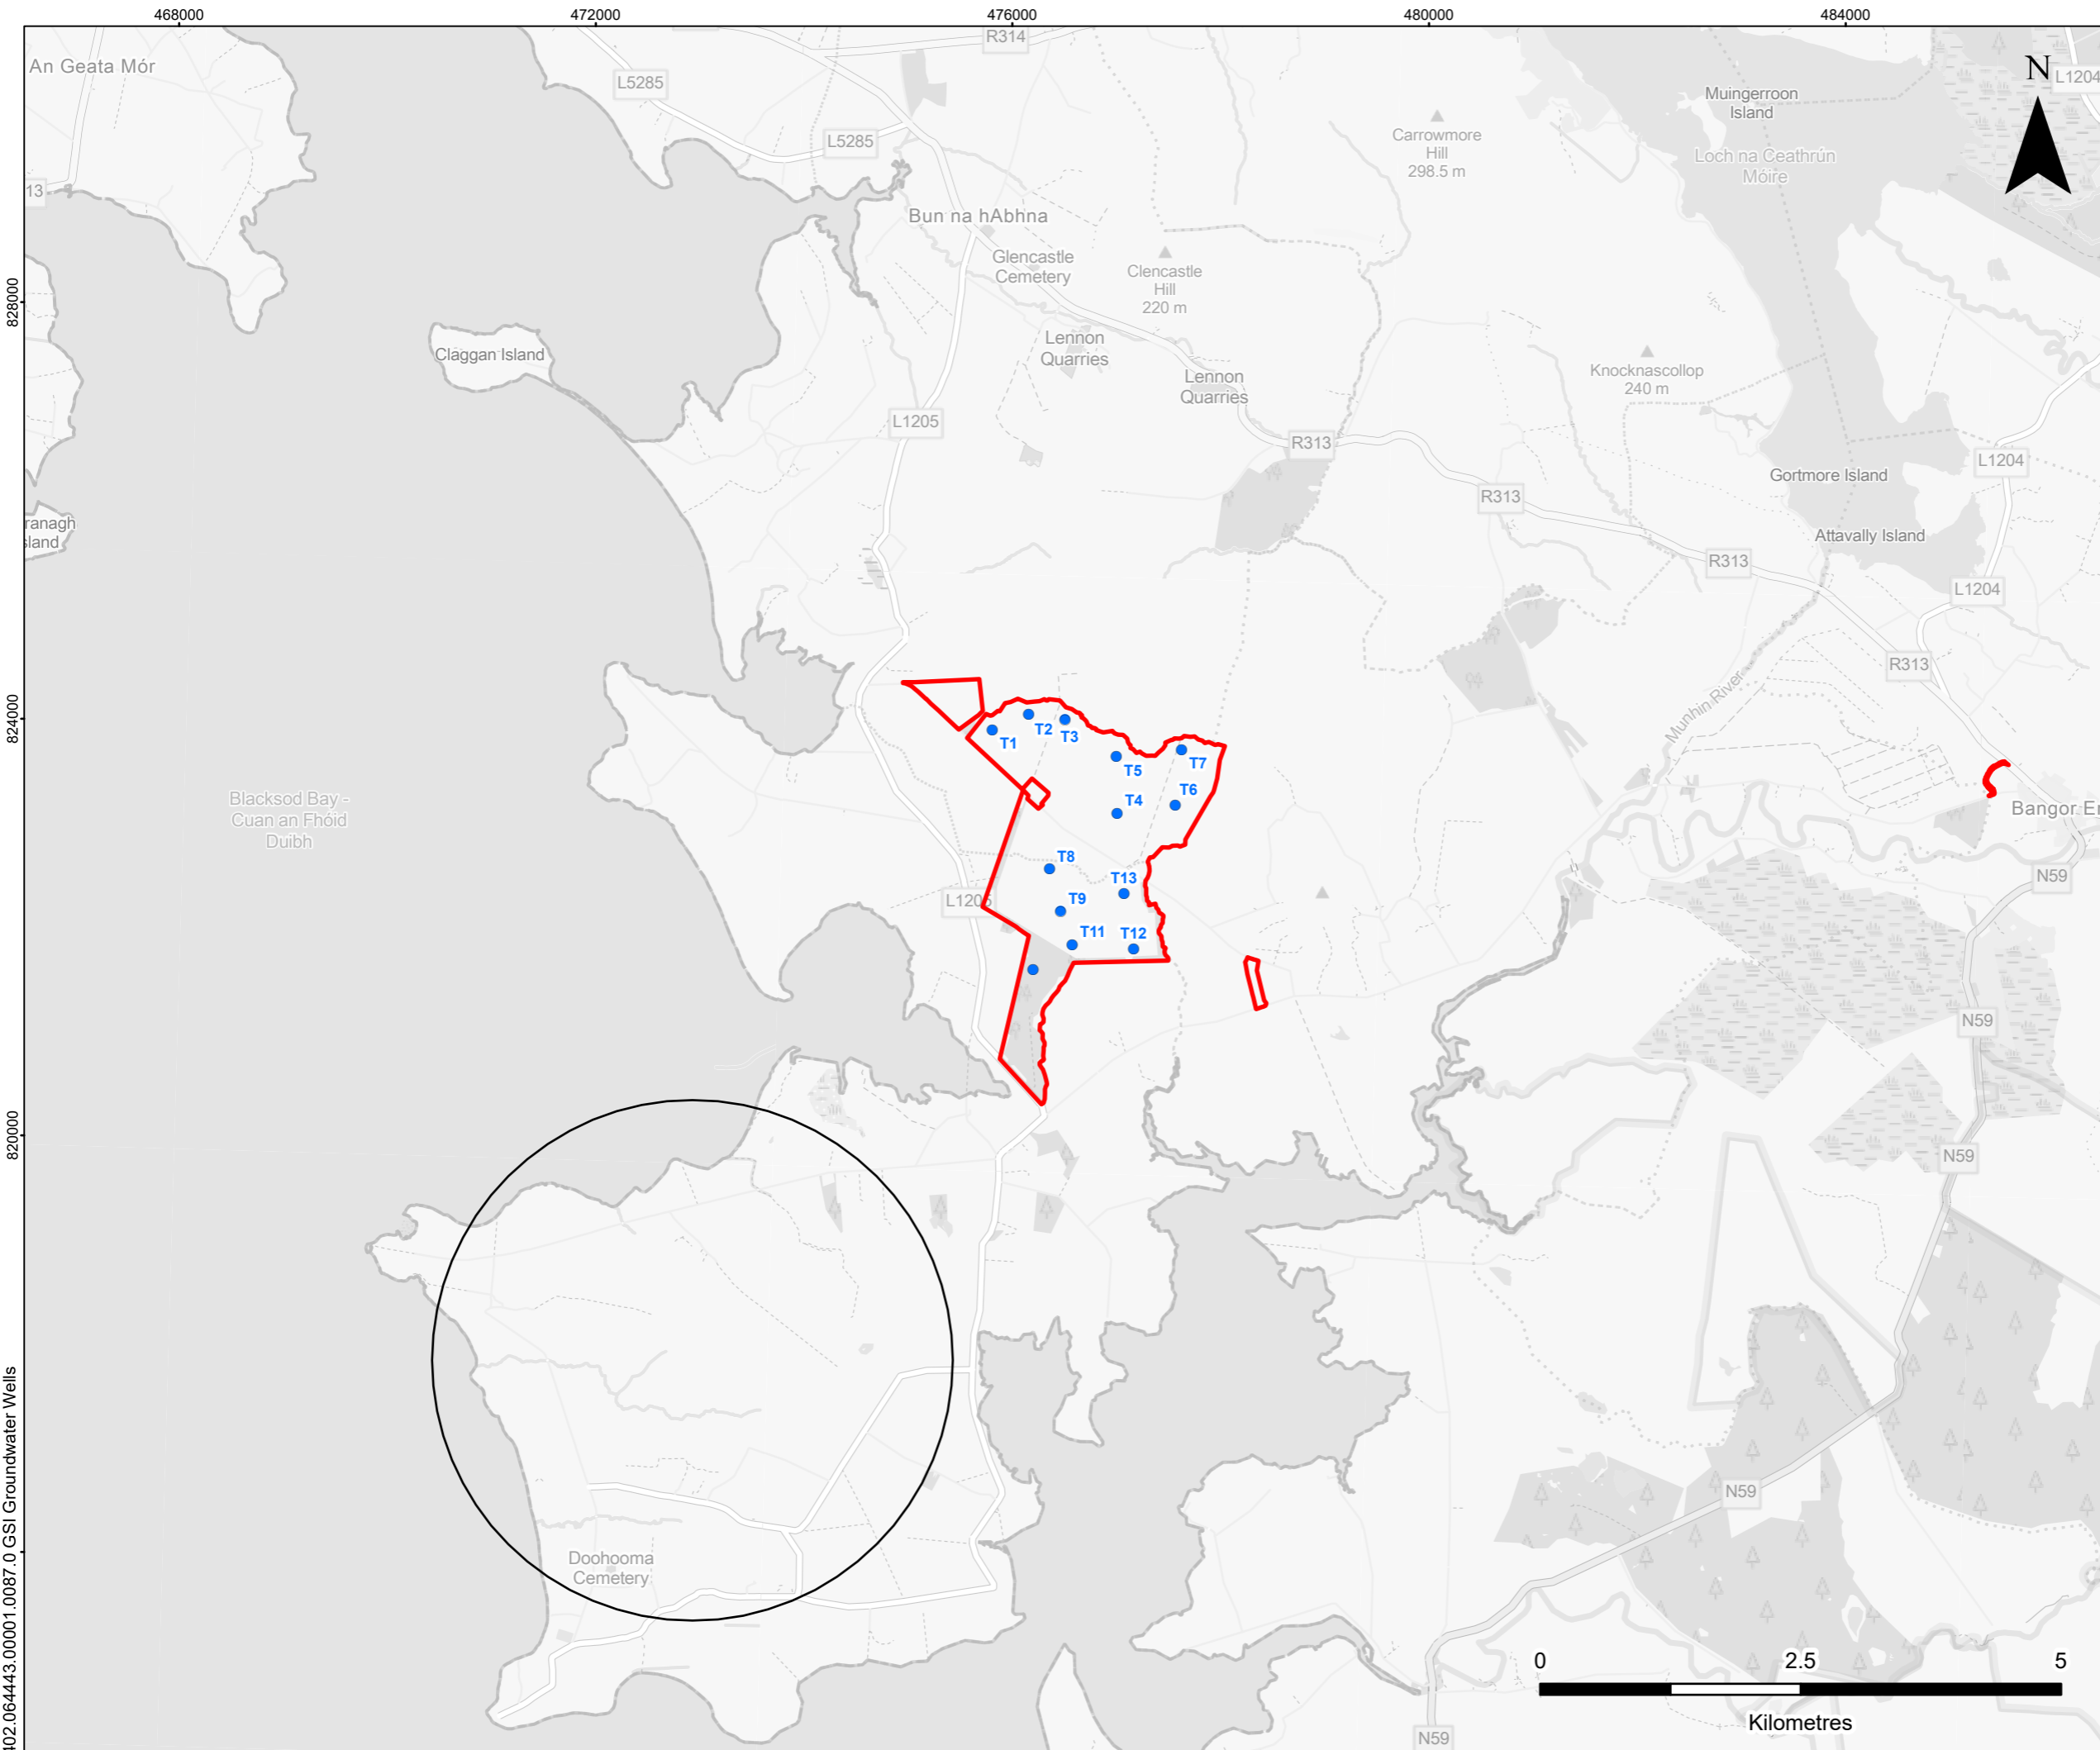 468000
472000
476000
480000
484000
R314
An Geata Mór
L5285
N
L1204
Muingerroon
Island
Carrowmore
Hill
298.5 m
L5285
Loch na Ceathrún
Móire
13
Bun na hAbhna
Glencastle
Cemetery
Clencastle
Hill
220 m
828000
Lennon
Quarries
Claggan Island
Knocknascollop
240 m
Lennon
Quarries
L1205
R313
L1204
Gortmore Island
R313
ranagh
sland
Attavally Island
R313
L1204
R313
Munhin River
824000
T1
T2
T3
T5
T7
T6
T4
Blacksod Bay -
Cuan an Fhóid
Duibh
Bangor Er
T8
T13
N59
L1205
T9
T11
T12
N59
820000
N59
N59
Doohooma
Cemetery
0
2.5
5
Kilometres
N59
402.064443.00001.0087.0 GSI Groundwater Wells